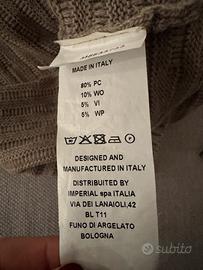 MADE IN ITALY
80% PC
10% WO
5% VI
5% WP
DESIGNED AND
MANUFACTURED IN ITALY
DISTRIBUITED BY
IMPERIAL spa ITALIA
VIA DEI LANAIOLI,42
BL T11
FUNO DI ARGELATO
BOLOGNA
subito